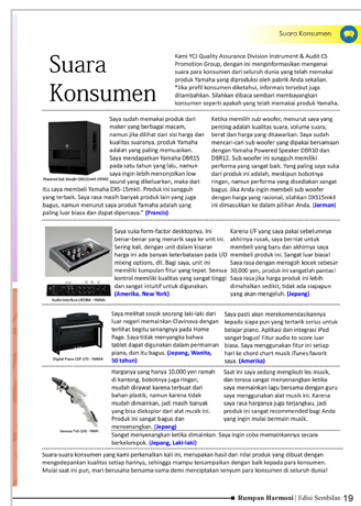 Suara Konsumen
Suara
Konsumen
Kami YCJ Quality Assurance Division Instrument & Audit CS
Promotion Group, dengan ini menginformasikan mengenai
suara para konsumen dari seluruh dunia yang telah memakai
produk Yamaha yang diproduksi oleh pabrik Anda sekalian.
*Jika profil konsumen diketahui, informasis tersebut juga
ditambahkan. Silahkan dibaca sembari membayangkan
konsumen seperti apakah yang telah memakai produk Yamaha.
Saya sudah memakai produk dari
maker yang berbagai macam,
namun jika dilihat dari sisi harga dan
kualitas suaranya, produk Yamaha
adalah yang paling memuaskan.
Saya mendapatkan Yamaha DBR15
pada satu tahun yang lalu, namun
saya ingin lebih menonjolkan low
sound yang dikeluarkan, maka dari
itu saya membeli Yamaha DXS-15mkII. Produk ini sungguh
yang terbaik. Saya rasa masih banyak produk lain yang juga
bagus, namun menurut saya produk Yamaha adalah yang
paling luar biasa dan dapat dipercaya." (Francis)
Ketika memilih sub woofer, menurut saya yang
penting adalah kualitas suara, volume suara,
berat dan harga yang ditawarkan. Saya sudah
mencari-cari sub woofer yang dipakai bersamaan
dengan Yamaha Powered Speaker DBR10 dan
DBR12. Sub woofer ini sungguh memiliki
performa yang sangat baik. Yang paling saya suka
dari produk ini adalah, meskipun bobotnya
ringan, namun performa yang disediakan sangat
bagus. Jika Anda ingin membeli sub woofer
dengan harga yang rasional, silahkan DXS15mkII
ini dimasukkan ke dalam pilihan Anda. (Jerman)
Saya suka form-factor desktopnya. Ini
benar-benar yang menarik saya ke unit ini.
Sering kali, dengan unit dalam kisaran
harga ini ada banyak keterbatasan pada I/O
mixing options, dll. Bagi saya, unit ini
memiliki kumpulan fitur yang tepat. Semua
kontrol memiliki kualitas yang sangat tinggi
dan sangat intuitif untuk digunakan.
(Amerika, New York)
Karena I/F yang saya pakai sebelumnya
akhirnya rusak, saya berniat untuk
membeli yang baru dan akhirnya saya
membeli produk ini. Sangat luar biasa!
Saya rasa dengan merogoh kocek sebesar
30,000 yen, produk ini sangatlah pantas!
Saya rasa jika harga produk ini lebih
dimahalkan sedikit, tidak ada siapapun
yang akan mengeluh. (Jepang)
Saya melihat sosok seorang laki-laki dari
luar negeri memainkan Clavinova dengan
terlihat begitu senangnya pada Home
Page. Saya tidak menyangka bahwa
tablet dapat digunakan dalam permainan
piano, dan itu bagus. (Jepang, Wanita,
50 tahun)
Saya pasti akan merekomendasikannya
kepada siapa pun yang tertarik serius untuk
belajar piano. Aplikasi dan integrasi iPad
sangat bagus! Fitur audio to score luar
biasa. Saya menggunakan fitur ini setiap
hari ke chord chart musik iTunes favorit
saya. (Amerika)
Harganya yang hanya 10,000 yen ramah
di kantong, bobotnya juga ringan,
mudah dirawat karena terbuat dari
bahan plastik, namun karena tidak
mudah dimainkan, jadi masih banyak
yang bisa dieksplor dari alat musik ini.
Produk ini sangat bagus dan
menyenangkan. (Jepang)
Saat ini saya sedang mengikuti les musik,
dan terasa sangat menyenangkan ketika
saya memainkan lagu bersama dengan guru
saya menggunakan alat musik ini. Karena
saya rasa harganya juga terjangkau, jadi
produk ini sangat recommended bagi Anda
yang ingin mulai bermain musik.
Sangat menyenangkan ketika dimainkan. Saya ingin coba memainkannya secara
berkelompok. (Jepang, Laki-laki)
Suara-suara konsumen yang kami perkenalkan kali ini, merupakan hasil dari nilai produk yang dibuat dengan
mengedepankan kualitas setiap harinya, sehingga mampu tersampaikan dengan baik kepada para konsumen.
Mulai saat ini pun, mari berusaha bersama-sama demi menciptakan senyum para konsumen di seluruh dunia!
Rumpun Harmoni | Edisi Sembilan 19